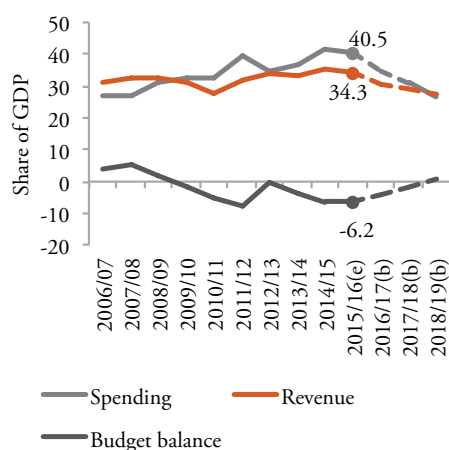 Share of GDP
50
40
30
20
10
0
-10
-20
40.5
34.3
-6.2
2006/07
2007/08
2008/09
2009/10
2010/11
2011/12
2012/13
2013/14
2014/15
2015/16(e)
2016/17(b)
2017/18(b)
2018/19(b)
Spending
Revenue
Budget balance